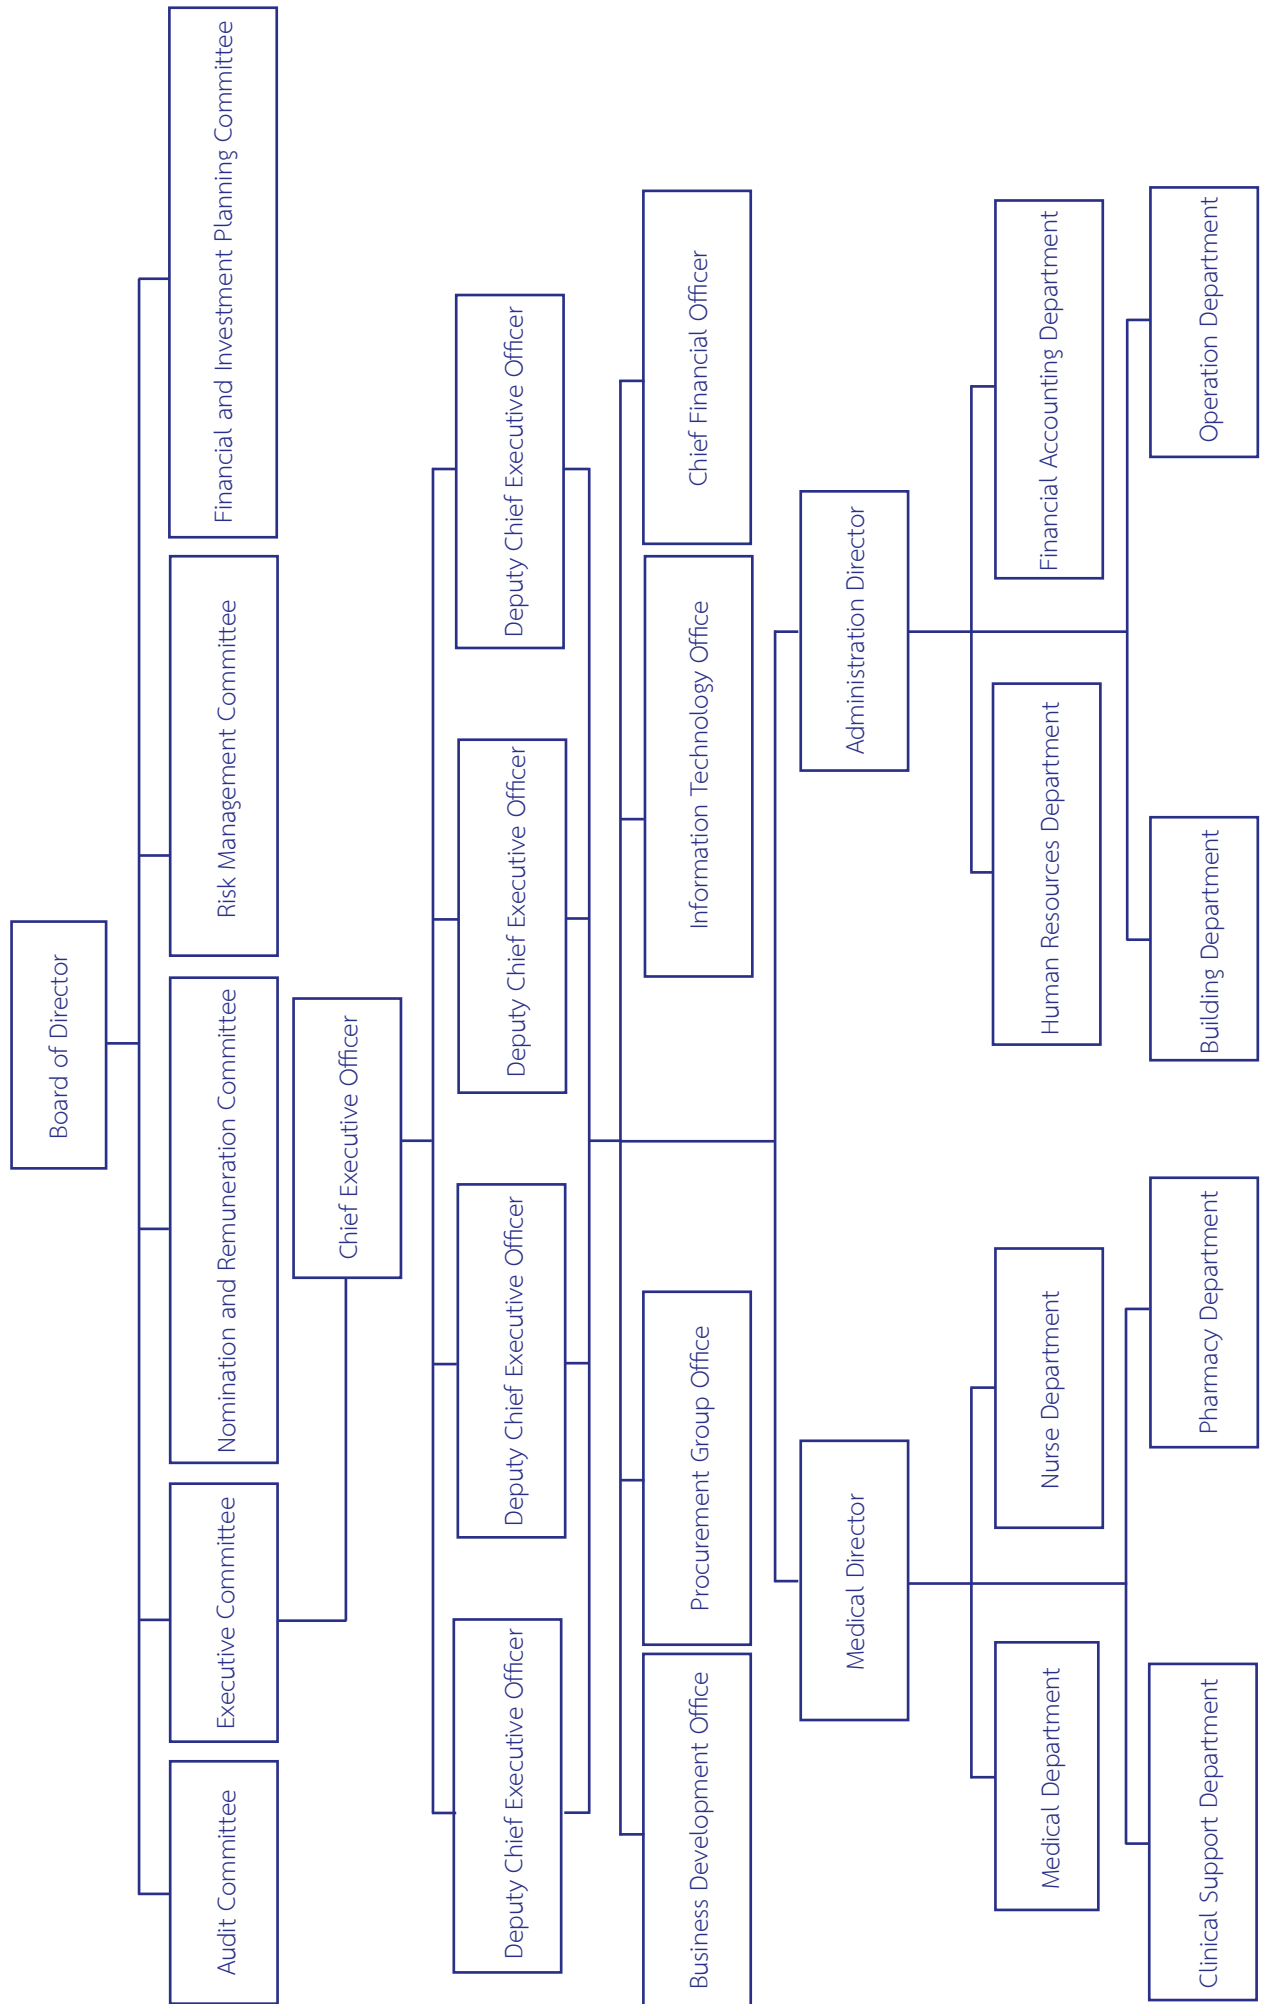 Board of Director
Audit Committee
Executive Committee
Nomination and Remuneration Committee
Risk Management Committee
Financial and Investment Planning Committee
Chief Executive Officer
Deputy Chief Executive Officer
Deputy Chief Executive Officer
Deputy Chief Executive Officer
Deputy Chief Executive Officer
Business Development Office
Procurement Group Office
Information Technology Office
Chief Financial Officer
Medical Director
Administration Director
Medical Department
Nurse Department
Human Resources Department
Financial Accounting Department
Clinical Support Department
Pharmacy Department
Building Department
Operation Department